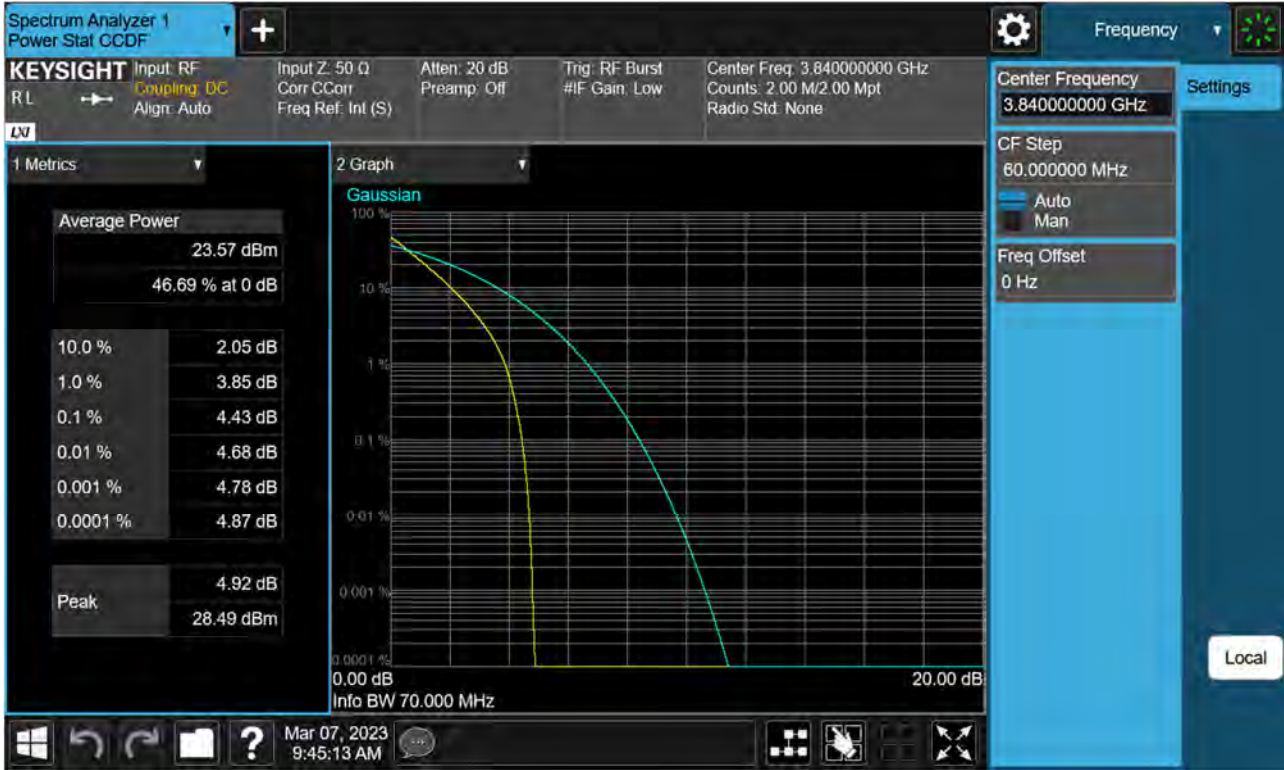 Spectrum Analyzer 1
Power Stat CCDF
+
Frequency
KEYSIGHT
RL
LXI
Input: RF
Coupling: DC
Align: Auto
Input Z: 50 Ω
Corr CCorr
Freq Ref: Int (S)
Atten: 20 dB
Preamp: Off
Trig: RF Burst
#IF Gain: Low
Center Freq: 3.840000000 GHz
Counts: 2.00 M/2.00 Mpt
Radio Std: None
Center Frequency
3.840000000 GHz
Settings
CF Step
60.000000 MHz
Auto
Man
Freq Offset
0 Hz
1 Metrics
Average Power
23.57 dBm
46.69 % at 0 dB
10.0 % 2.05 dB
1.0 % 3.85 dB
0.1 % 4.43 dB
0.01 % 4.68 dB
0.001 % 4.78 dB
0.0001 % 4.87 dB
Peak
4.92 dB
28.49 dBm
2 Graph
Gaussian
100 %
10 %
1 %
0.1 %
0.01 %
0.001 %
0.0001 %
0.00 dB 20.00 dB
Info BW 70.000 MHz
Local
?
Mar 07, 2023
9:45:13 AM